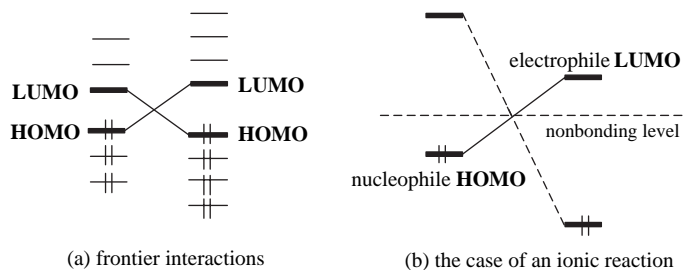 LUMO
LUMO
HOMO
HOMO
(a) frontier interactions
electrophile LUMO
nonbonding level
nucleophile HOMO
(b) the case of an ionic reaction